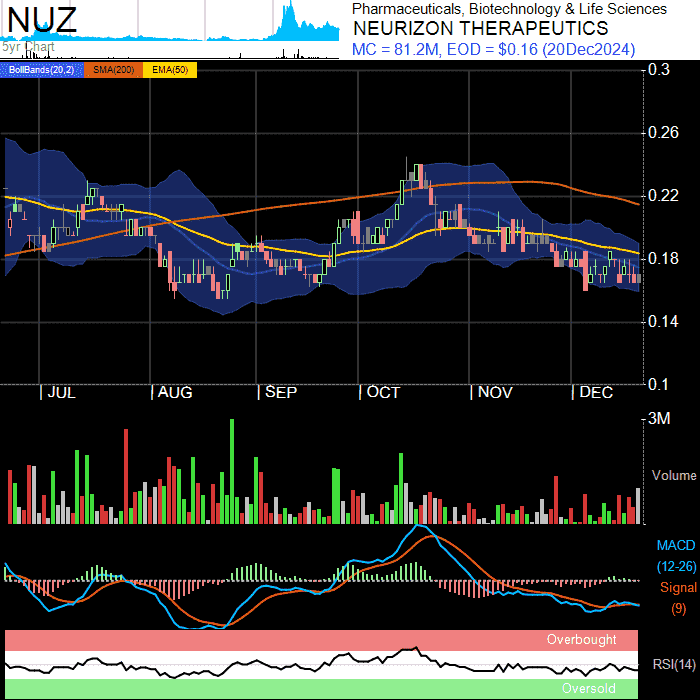 NUZ
5yr Chart
Pharmaceuticals, Biotechnology & Life Sciences
NEURIZON THERAPEUTICS
MC = 81.2M, EOD = $0.16 (20Dec2024)
BollBands(20,2) SMA(200) EMA(50)
0.3
0.26
0.22
0.18
0.14
0.1
| JUL | AUG | SEP | OCT | NOV | DEC
3M
Volume
MACD
(12-26)
Signal
(9)
Overbought
RSI(14)
Oversold